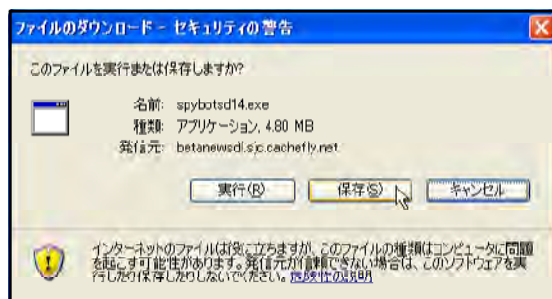 ファイルのダウンロード - セキュリティの警告
このファイルを実行または保存しますか?
名前: spybotsd14.exe
種類: アプリケーション, 4.80 MB
発信元: betanewsdl.sjc.cachefly.net
実行(R) 保存(S) キャンセル
インターネットのファイルは役に立ちますが、このファイルの種類はコンピュータに問題
を起こす可能性があります。発信元が信頼できない場合は、このソフトウェアを実
行したり保存したりしないでください。危険性の説明